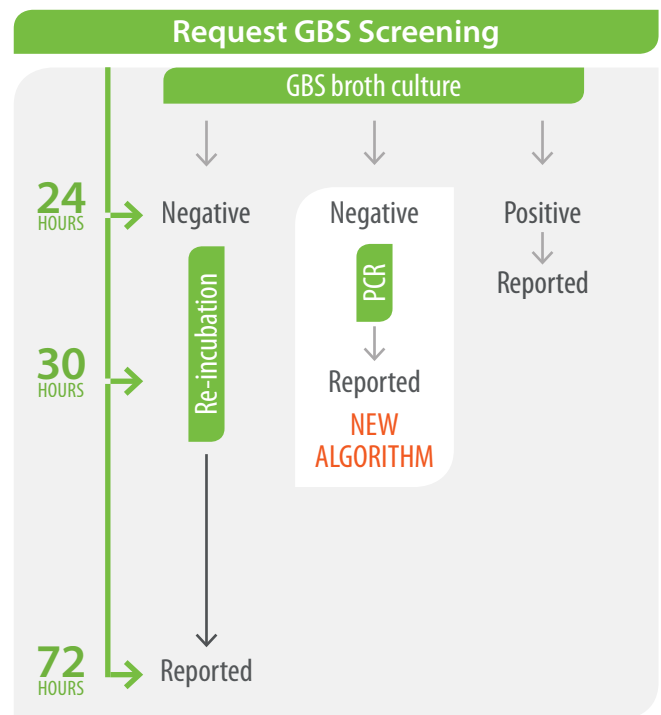 Request GBS Screening
GBS broth culture
24
HOURS
Negative
Negative
Positive
Re-incubation
PCR
Reported
30
HOURS
Reported
NEW
ALGORITHM
72
HOURS
Reported